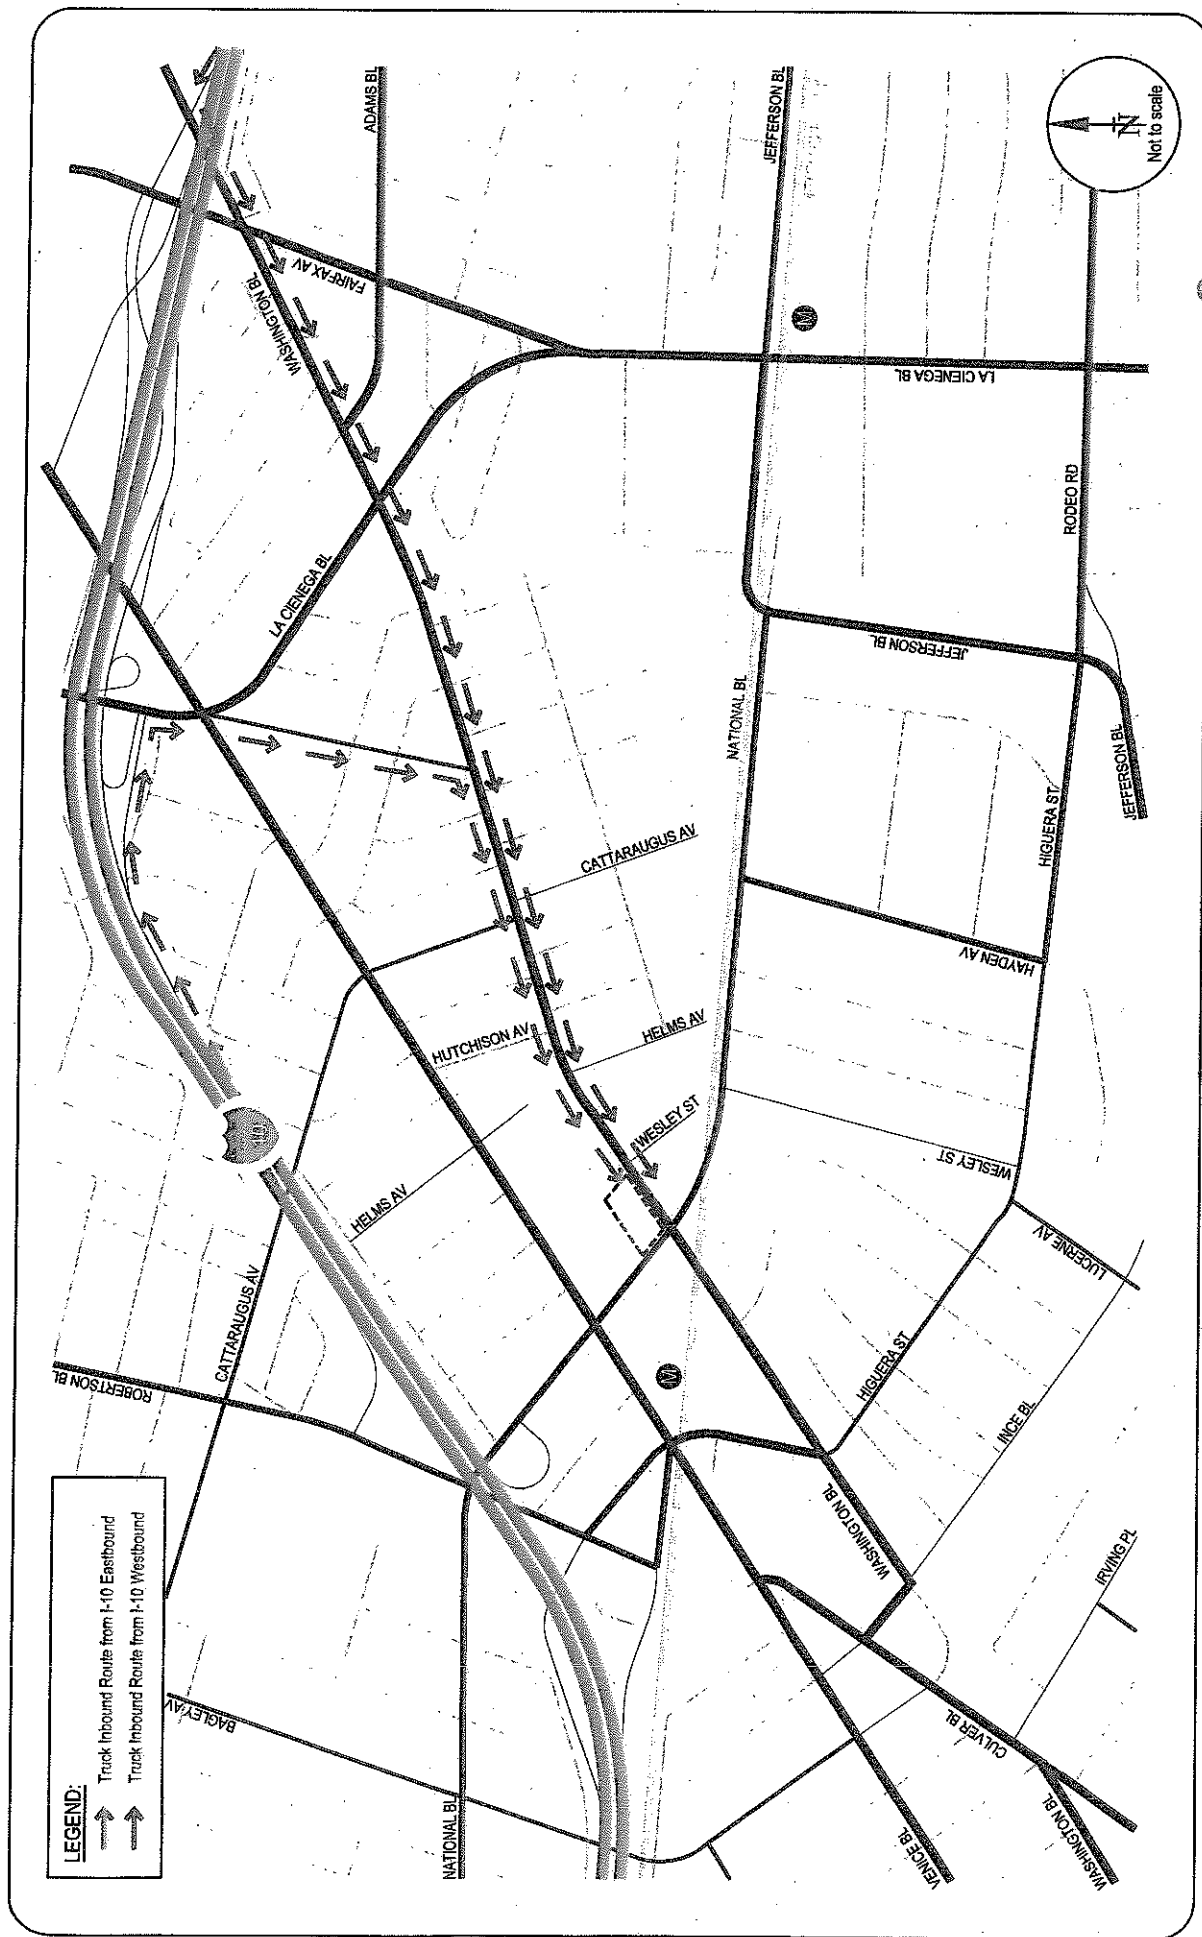 LEGEND:
Truck Inbound Route from I-10 Eastbound
Truck Inbound Route from I-10 Westbound
ROBERTSON BL
CATTARAUGUS AV
BAGLEY AV
NATIONAL BL
HELMS AV
HUTCHISON AV
CATTARAUGUS AV
LA CIENEGA BL
WASHINGTON BL
FAIRFAX AV
ADAMS BL
HELMS AV
WESLEY ST
NATIONAL BL
JEFFERSON BL
LA CIENEGA BL
JEFFERSON BL
RODEO RD
HIGUERA ST
JEFFERSON BL
HAYDEN AV
WESLEY ST
LUCERNE AV
HIGUERA ST
INCE BL
WASHINGTON BL
IRVING PL
CULVER BL
VENICE BL
WASHINGTON BL
M
M
N
Not to scale